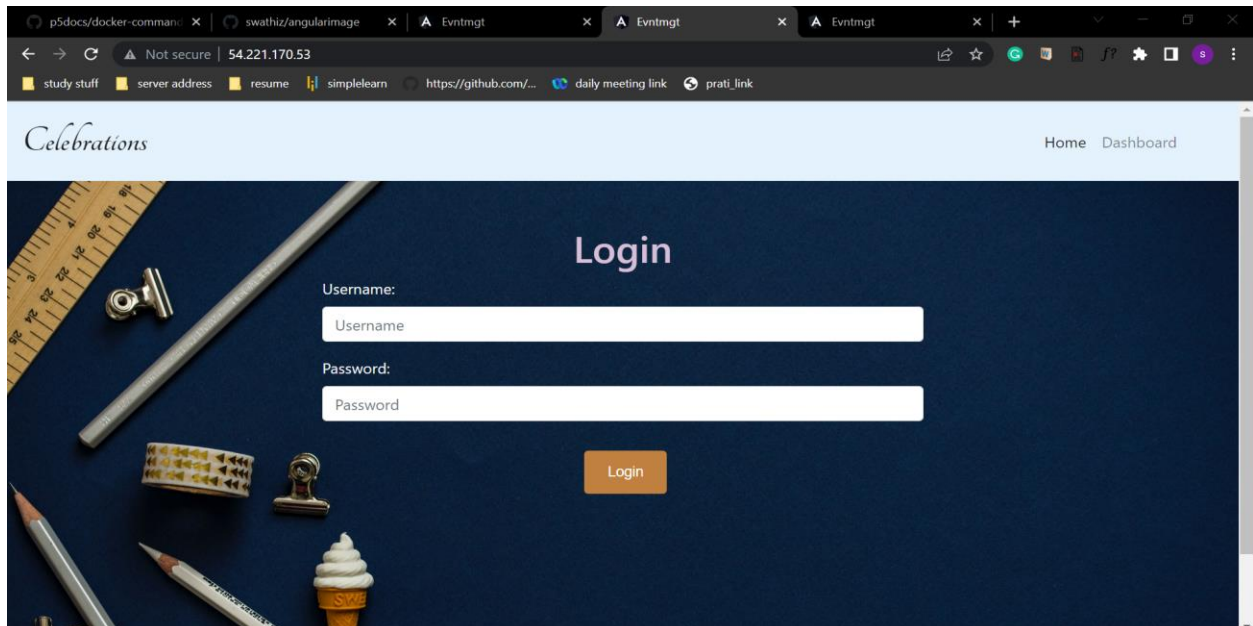 p5docs/docker-command
swathiz/angularimage
Evntmgt
Evntmgt
Evntmgt
Not secure
54.221.170.53
study stuff
server address
resume
simplelearn
https://github.com/...
daily meeting link
prati_link
Celebrations
Home
Dashboard
Login
Username:
Username
Password:
Password
Login